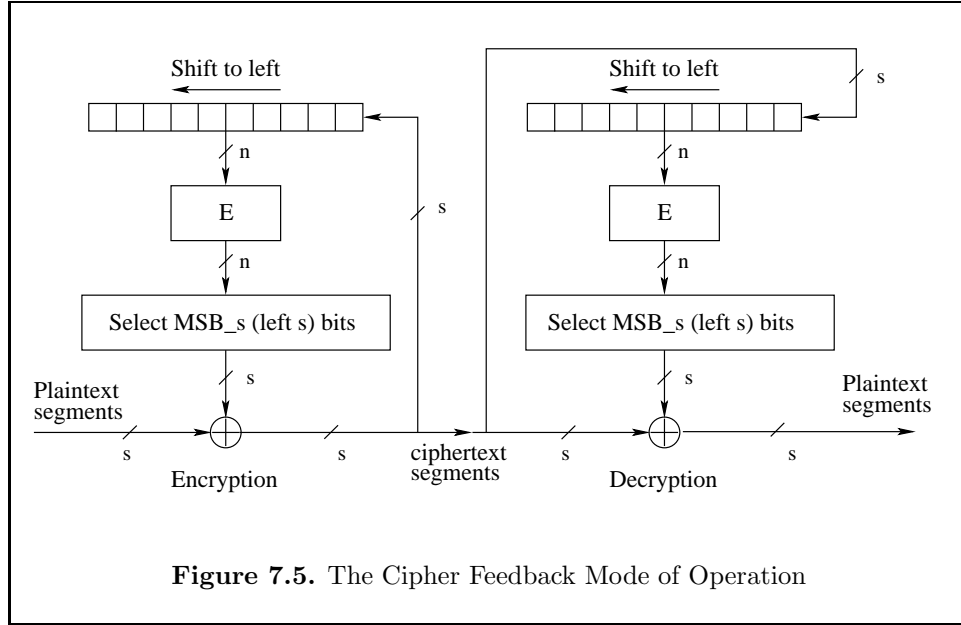 Shift to left
Shift to left
s
n
n
E
s
E
n
n
Select MSB_s (left s) bits
Select MSB_s (left s) bits
s
s
Plaintext
segments
Plaintext
segments
s
s
ciphertext
segments
s
s
Encryption
Decryption
Figure 7.5. The Cipher Feedback Mode of Operation